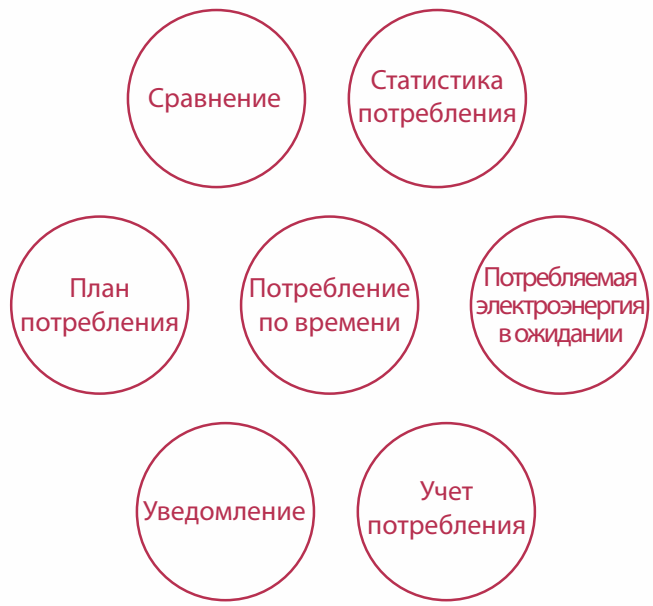 Сравнение
Статистика
потребления
План
потребления
Потребление
по времени
Потребляемая
электроэнергия
в ожидании
Уведомление
Учет
потребления